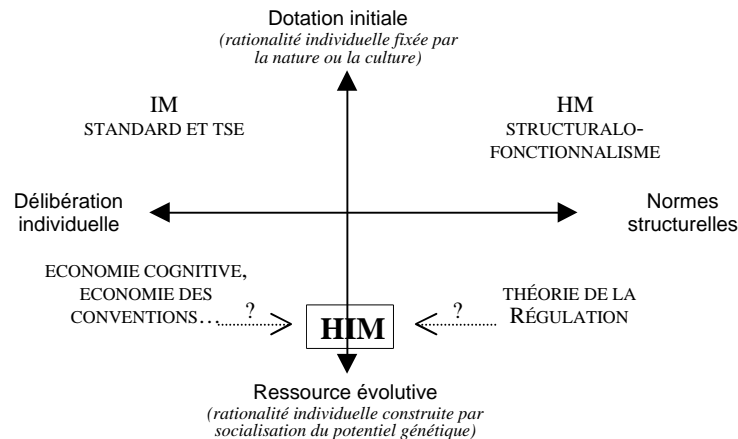 Dotation initiale
(rationalité individuelle fixée par
la nature ou la culture)
IM
STANDARD ET TSE
HM
STRUCTURALO-
FONCTIONNALISME
Délibération
individuelle
Normes
structurelles
ECONOMIE COGNITIVE,
ECONOMIE DES
CONVENTIONS…
?
HIM
?
THÉORIE DE LA
RÉGULATION
Ressource évolutive
(rationalité individuelle construite par
socialisation du potentiel génétique)